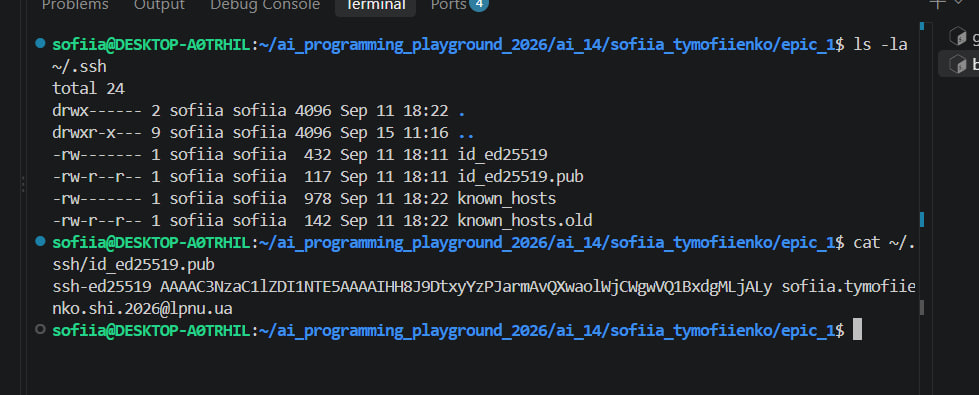 Problems Output Debug Console Terminal Ports 4
sofiia@DESKTOP-A0TRHIL:~/ai_programming_playground_2026/ai_14/sofiia_tymofiienko/epic_1$ ls -la
~/.ssh
total 24
drwx------ 2 sofiia sofiia 4096 Sep 11 18:22 .
drwxr-x--- 9 sofiia sofiia 4096 Sep 15 11:16 ..
-rw------- 1 sofiia sofiia  432 Sep 11 18:11 id_ed25519
-rw-r--r-- 1 sofiia sofiia  117 Sep 11 18:11 id_ed25519.pub
-rw------- 1 sofiia sofiia  978 Sep 11 18:22 known_hosts
-rw-r--r-- 1 sofiia sofiia  142 Sep 11 18:22 known_hosts.old
sofiia@DESKTOP-A0TRHIL:~/ai_programming_playground_2026/ai_14/sofiia_tymofiienko/epic_1$ cat ~/.
ssh/id_ed25519.pub
ssh-ed25519 AAAAC3NzaC1lZDI1NTE5AAAAIHH8J9DtxyYzPJarmAvQXwaolWjCWgwVQ1BxdgMLjALy sofiia.tymofiie
nko.shi.2026@lpnu.ua
sofiia@DESKTOP-A0TRHIL:~/ai_programming_playground_2026/ai_14/sofiia_tymofiienko/epic_1$